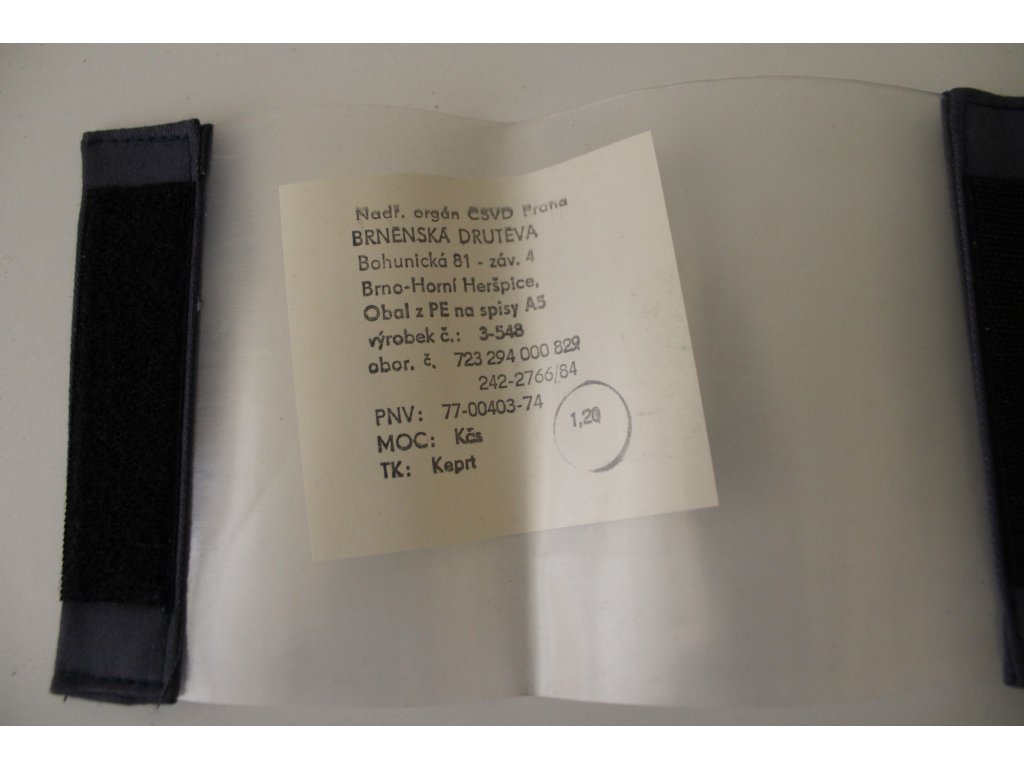 Nadř. orgán ČSVD Praha
BRNĚNSKÁ DRUTĚVA
Bohunická 81 - záv. 4
Brno-Horní Heršpice,
Obal z PE na spisy A5
výrobek č.: 3-548
obor. č. 723 294 000 829
242-2766/84
PNV: 77-00403-74
MOC: Kčs 1,20
TK: Keprt